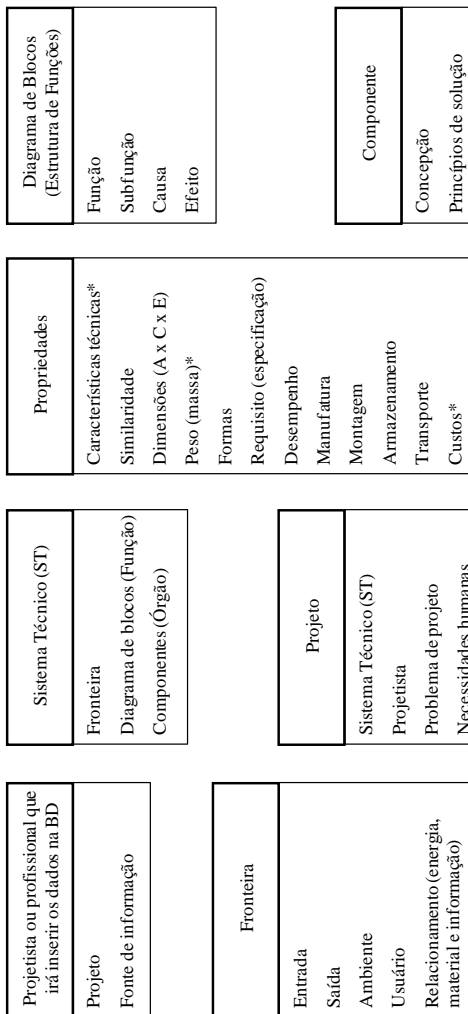 Projetista ou profissional que
irá inserir os dados na BD
Projeto
Fonte de informação
Sistema Técnico (ST)
Fronteira
Diagrama de blocos (Função)
Componentes (Órgão)
Propriedades
Características técnicas*
Similaridade
Dimensões (A x C x E)
Peso (massa)*
Formas
Requisito (especificação)
Desempenho
Manufatura
Montagem
Armazenamento
Transporte
Custos*
Diagrama de Blocos
(Estrutura de Funções)
Função
Subfunção
Causa
Efeito
Fronteira
Entrada
Saída
Ambiente
Usuário
Relacionamento (energia,
material e informação)
Projeto
Sistema Técnico (ST)
Projetista
Problema de projeto
Necessidades humanas
Componente
Concepção
Princípios de solução